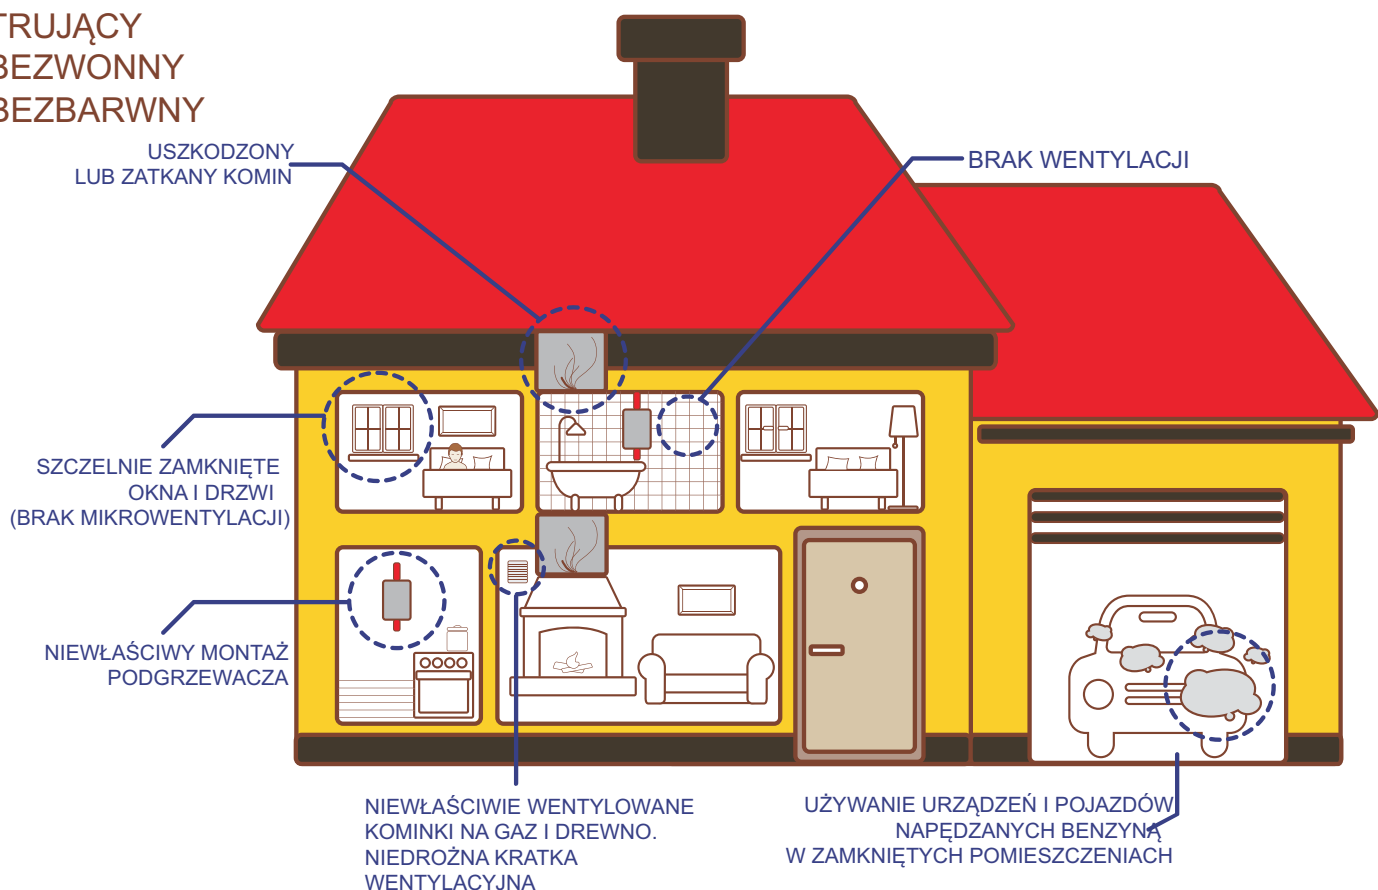 TRUJĄCY
BEZWONNY
BEZBARWNY
USZKODZONY
LUB ZATKANY KOMIN
BRAK WENTYLACJI
SZCZELNIE ZAMKNIĘTE
OKNA I DRZWI
(BRAK MIKROWENTYLACJI)
NIEWŁAŚCIWY MONTAŻ
PODGRZEWACZA
NIEWŁAŚCIWIE WENTYLOWANE
KOMINKI NA GAZ I DREWNO.
NIEDROŻNA KRATKA
WENTYLACYJNA
UŻYWANIE URZĄDZEŃ I POJAZDÓW
NAPĘDZANYCH BENZYNĄ
W ZAMKNIĘTYCH POMIESZCZENIACH